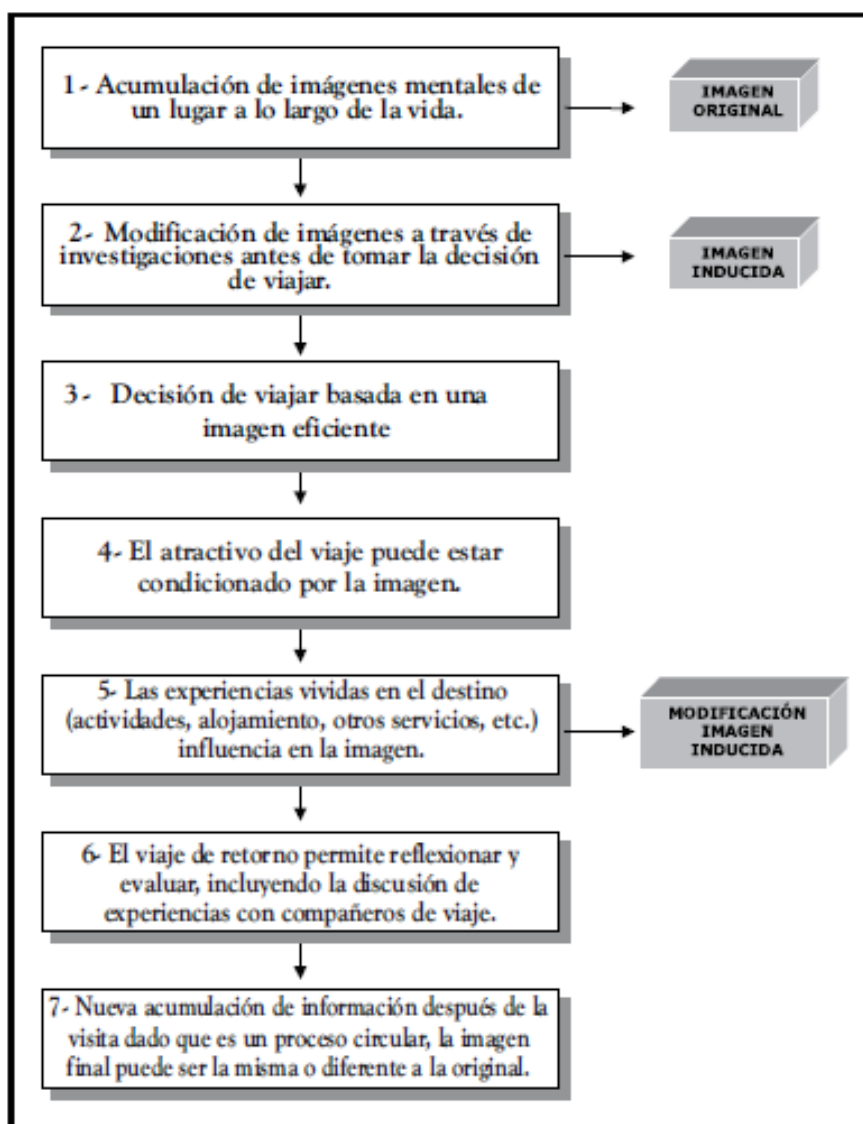 1- Acumulación de imágenes mentales de
un lugar a lo largo de la vida.
IMAGEN
ORIGINAL
2- Modificación de imágenes a través de
investigaciones antes de tomar la decisión
de viajar.
IMAGEN
INDUCIDA
3- Decisión de viajar basada en una
imagen eficiente
4- El atractivo del viaje puede estar
condicionado por la imagen.
5- Las experiencias vividas en el destino
(actividades, alojamiento, otros servicios, etc.)
influencia en la imagen.
MODIFICACIÓN
IMAGEN
INDUCIDA
6- El viaje de retorno permite reflexionar y
evaluar, incluyendo la discusión de
experiencias con compañeros de viaje.
7- Nueva acumulación de información después de la
visita dado que es un proceso circular, la imagen
final puede ser la misma o diferente a la original.